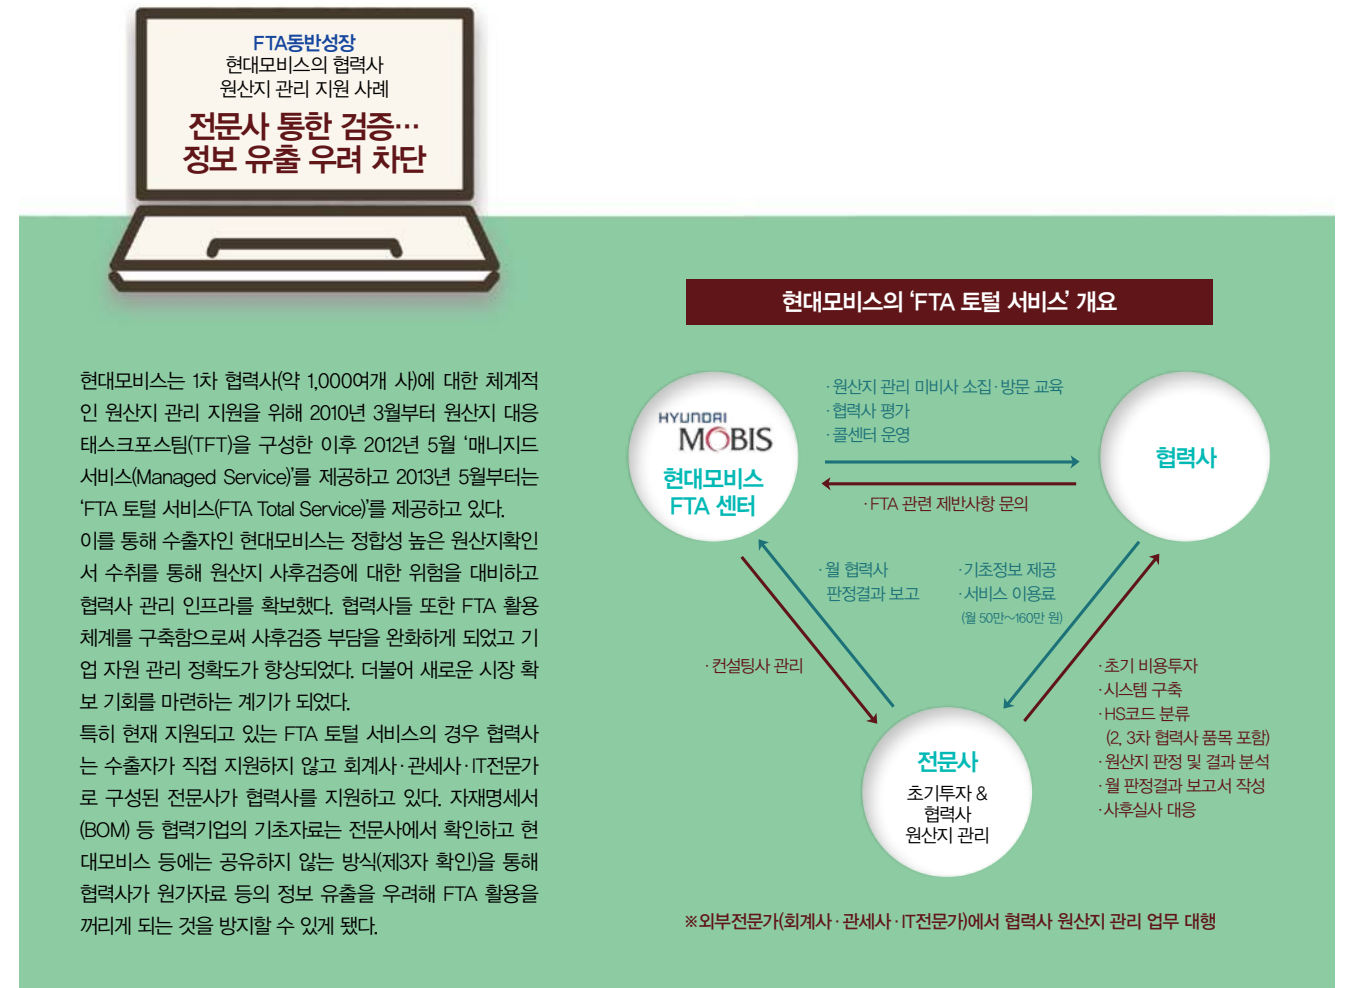 FTA동반성장
현대모비스의 협력사
원산지 관리 지원 사례
전문사 통한 검증…
정보 유출 우려 차단
현대모비스는 1차 협력사(약 1,000여개 사)에 대한 체계적
인 원산지 관리 지원을 위해 2010년 3월부터 원산지 대응
태스크포스팀(TFT)을 구성한 이후 2012년 5월 ‘매니지드
서비스(Managed Service)’를 제공하고 2013년 5월부터는
‘FTA 토털 서비스(FTA Total Service)’를 제공하고 있다.
이를 통해 수출자인 현대모비스는 정합성 높은 원산지확인
서 수취를 통해 원산지 사후검증에 대한 위험을 대비하고
협력사 관리 인프라를 확보했다. 협력사들 또한 FTA 활용
체계를 구축함으로써 사후검증 부담을 완화하게 되었고 기
업 자원 관리 정확도가 향상되었다. 더불어 새로운 시장 확
보 기회를 마련하는 계기가 되었다.
특히 현재 지원되고 있는 FTA 토털 서비스의 경우 협력사
는 수출자가 직접 지원하지 않고 회계사·관세사·IT전문가
로 구성된 전문사가 협력사를 지원하고 있다. 자재명세서
(BOM) 등 협력기업의 기초자료는 전문사에서 확인하고 현
대모비스 등에는 공유하지 않는 방식(제3자 확인)을 통해
협력사가 원가자료 등의 정보 유출을 우려해 FTA 활용을
꺼리게 되는 것을 방지할 수 있게 됐다.
현대모비스의 ‘FTA 토털 서비스’ 개요
HYUNDAI
MOBIS
현대모비스
FTA 센터
·원산지 관리 미비사 소집·방문 교육
·협력사 평가
·콜센터 운영
협력사
·FTA 관련 제반사항 문의
·월 협력사
판정결과 보고
·기초정보 제공
·서비스 이용료
(월 50만~160만 원)
·컨설팅사 관리
·초기 비용투자
·시스템 구축
·HS코드 분류
(2, 3차 협력사 품목 포함)
·원산지 판정 및 결과 분석
·월 판정결과 보고서 작성
·사후실사 대응
전문사
초기투자 &
협력사
원산지 관리
※외부전문가(회계사·관세사·IT전문가)에서 협력사 원산지 관리 업무 대행